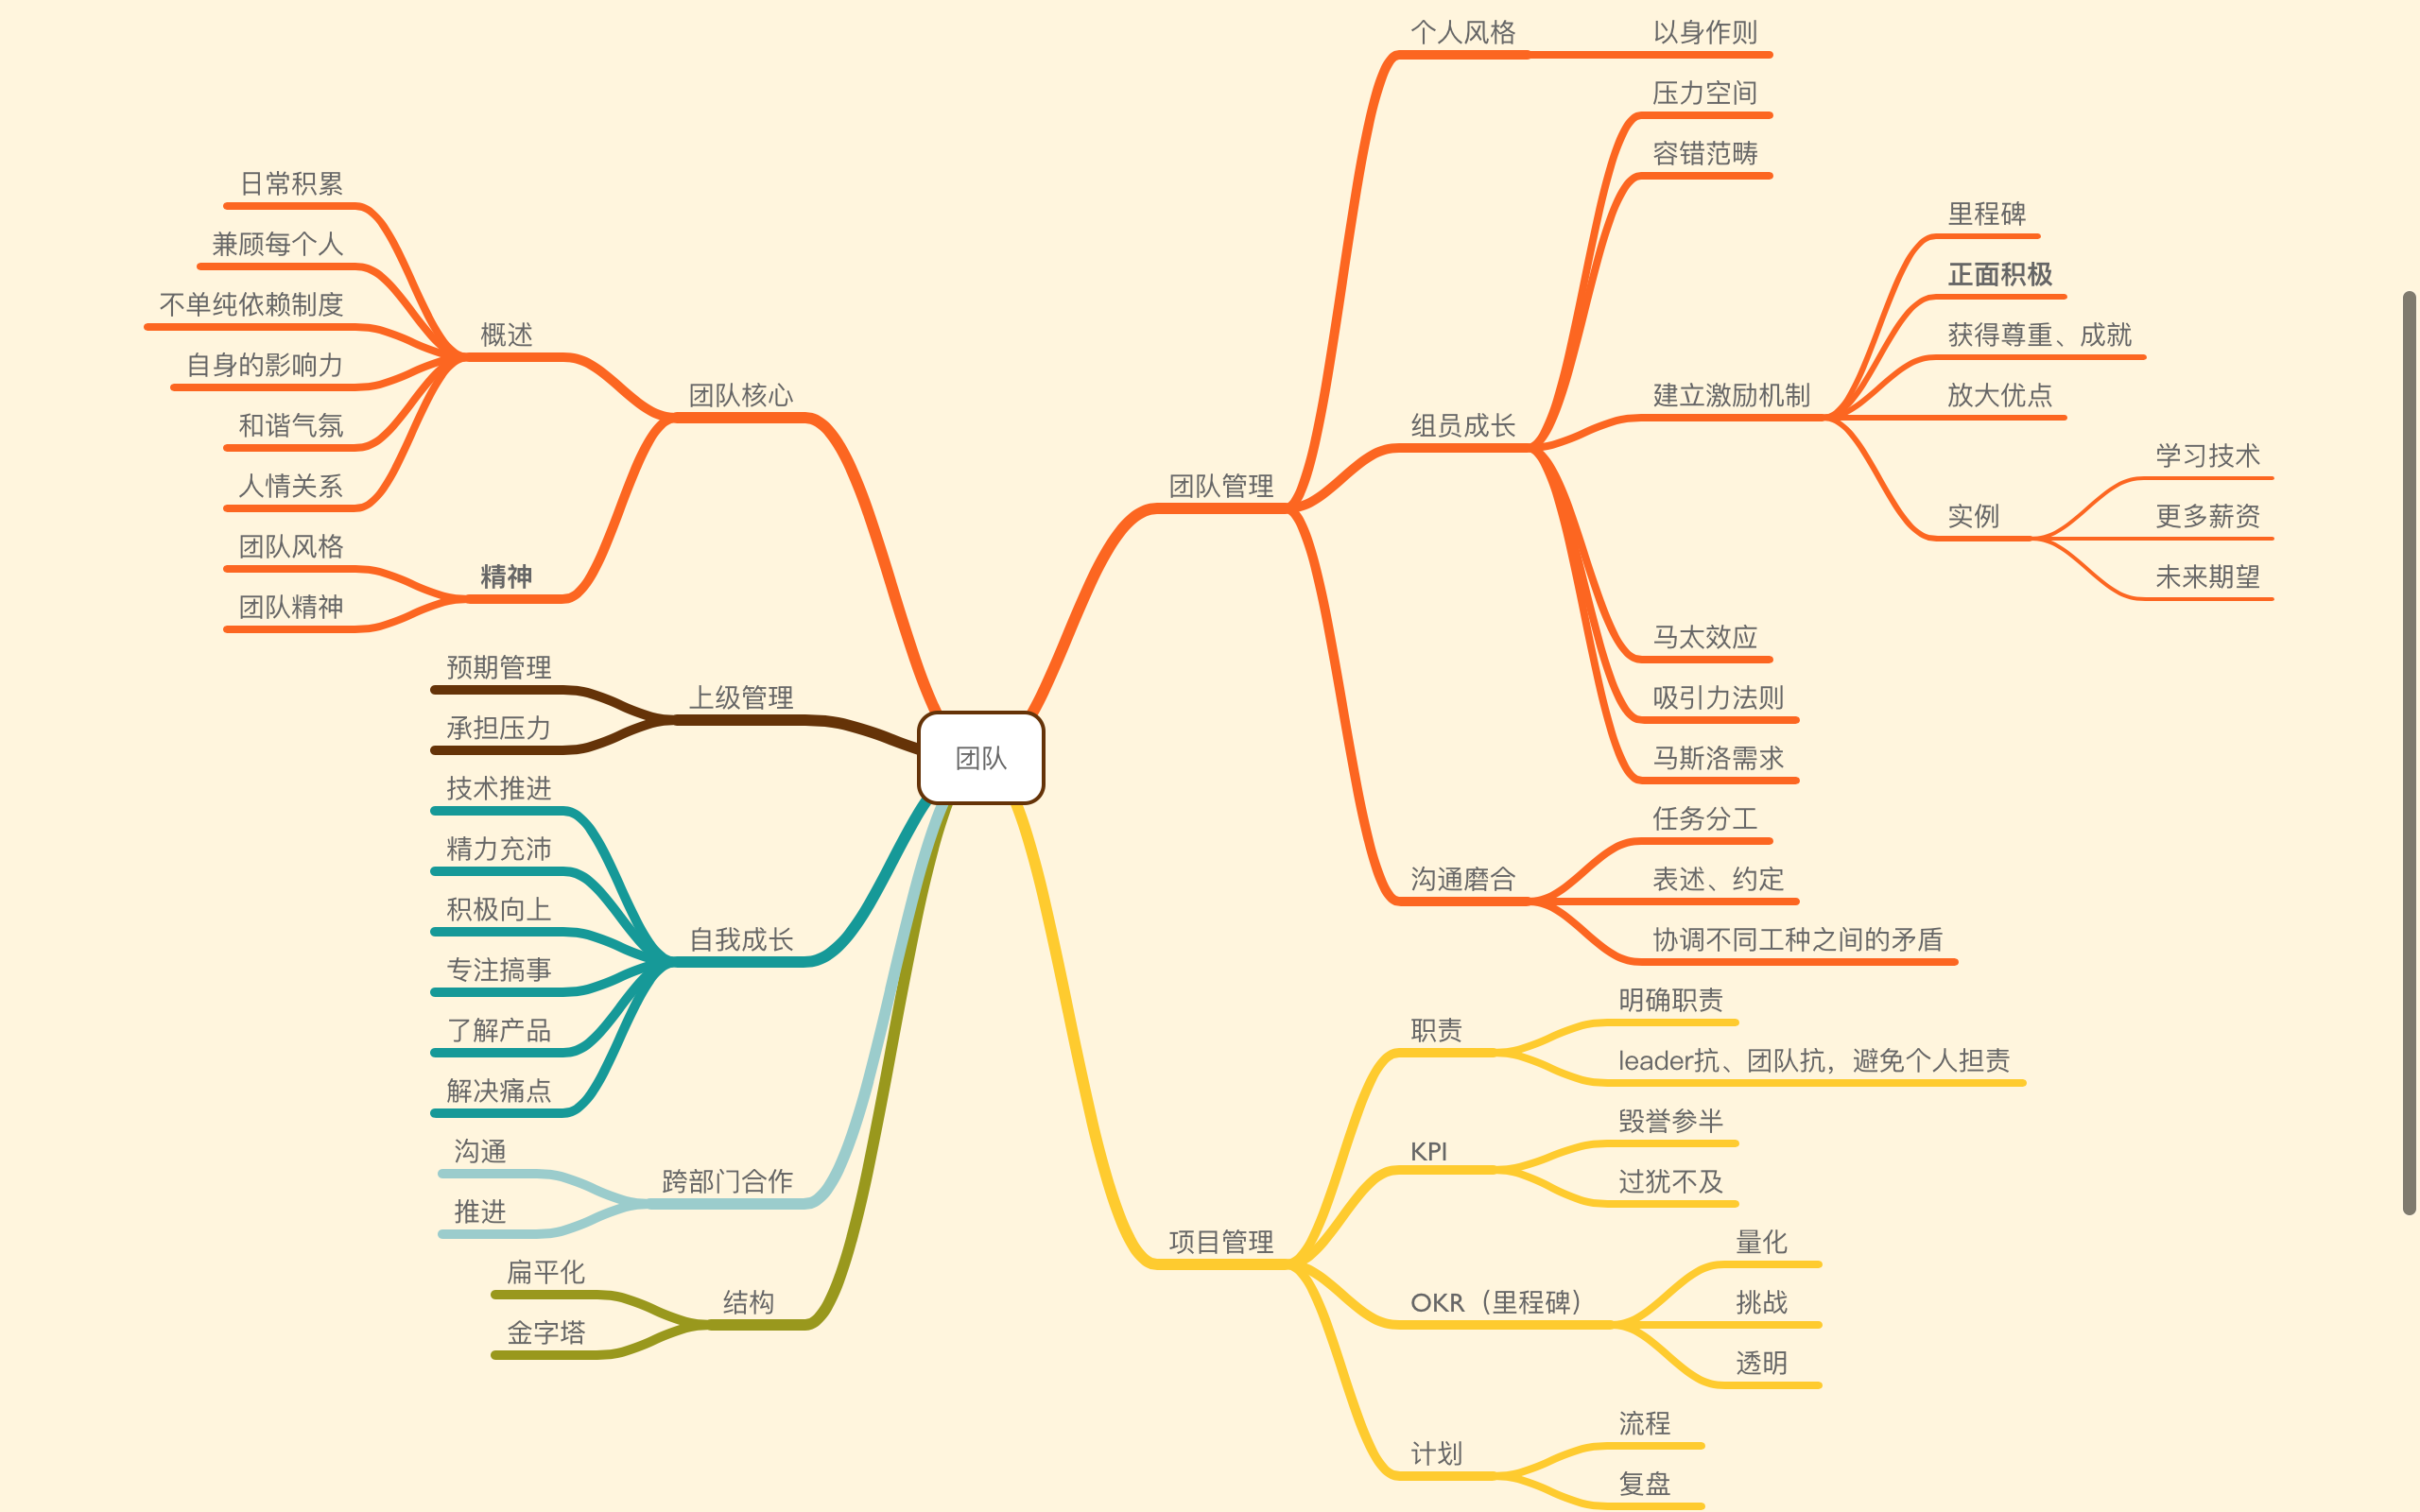 团队
团队核心
概述
日常积累
兼顾每个人
不单纯依赖制度
自身的影响力
和谐气氛
人情关系
精神
团队风格
团队精神
上级管理
预期管理
承担压力
自我成长
技术推进
精力充沛
积极向上
专注搞事
了解产品
解决痛点
跨部门合作
沟通
推进
结构
扁平化
金字塔
团队管理
个人风格
以身作则
组员成长
压力空间
容错范畴
建立激励机制
里程碑
正面积极
获得尊重、成就
放大优点
实例
学习技术
更多薪资
未来期望
马太效应
吸引力法则
马斯洛需求
沟通磨合
任务分工
表述、约定
协调不同工种之间的矛盾
项目管理
职责
明确职责
leader抗、团队抗，避免个人担责
KPI
毁誉参半
过犹不及
OKR（里程碑）
量化
挑战
透明
计划
流程
复盘